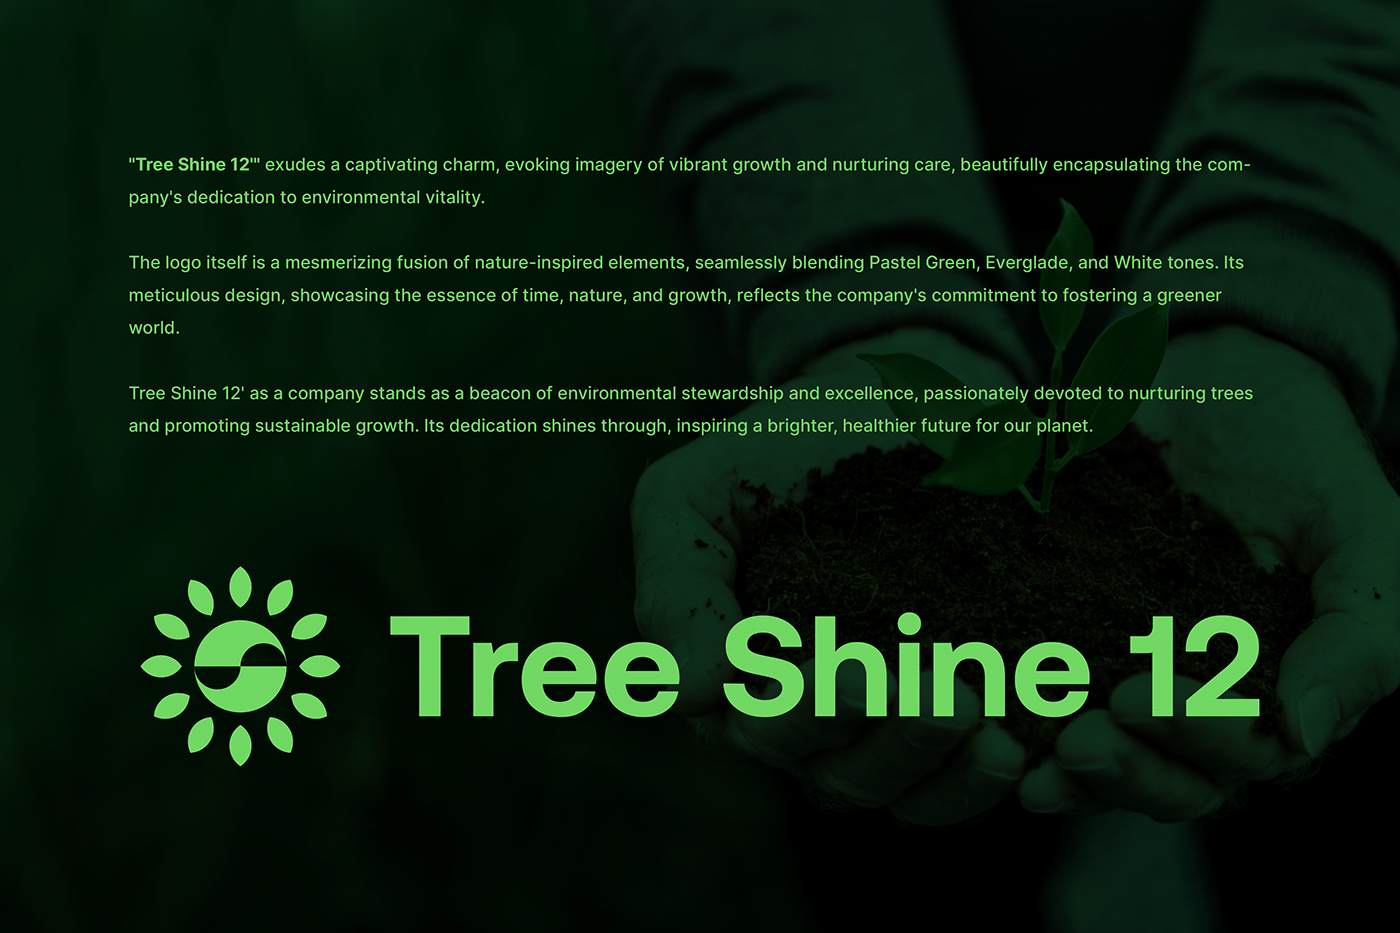 "Tree Shine 12'" exudes a captivating charm, evoking imagery of vibrant growth and nurturing care, beautifully encapsulating the com-
pany's dedication to environmental vitality.
The logo itself is a mesmerizing fusion of nature-inspired elements, seamlessly blending Pastel Green, Everglade, and White tones. Its
meticulous design, showcasing the essence of time, nature, and growth, reflects the company's commitment to fostering a greener
world.
Tree Shine 12' as a company stands as a beacon of environmental stewardship and excellence, passionately devoted to nurturing trees
and promoting sustainable growth. Its dedication shines through, inspiring a brighter, healthier future for our planet.
Tree Shine 12